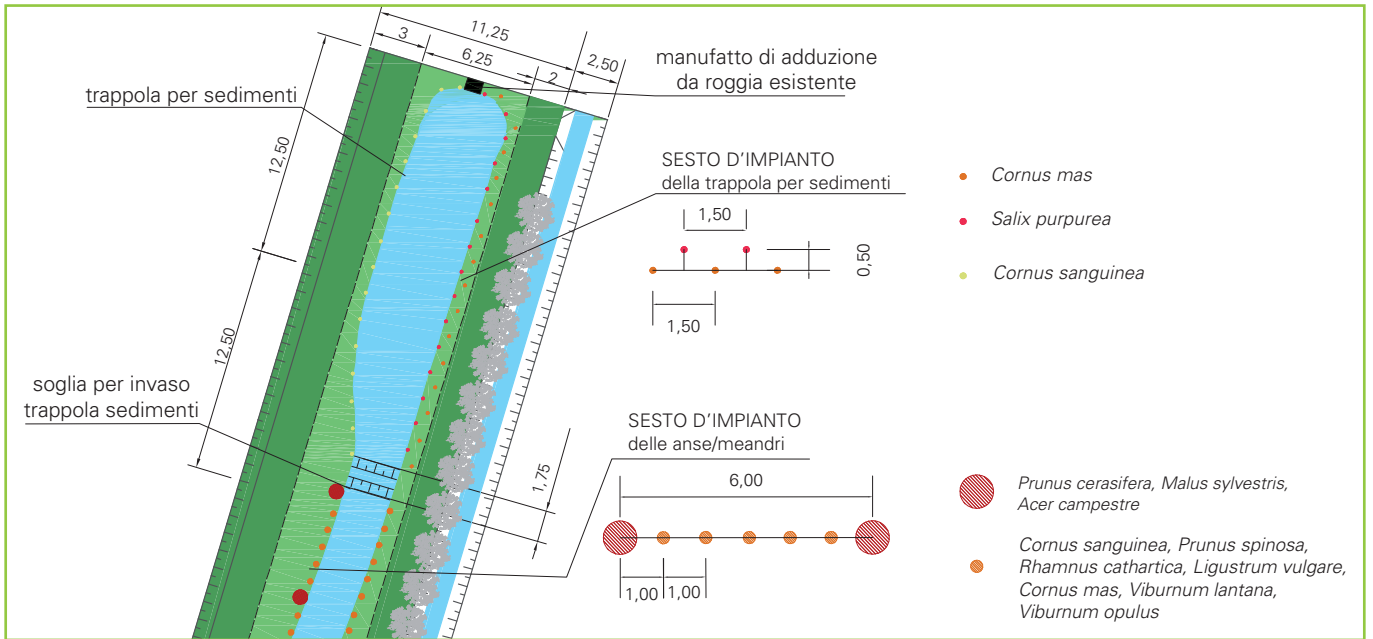 11,25
3
6,25
2
2,50
manufatto di adduzione
da roggia esistente
trappola per sedimenti
12,50
SESTO D'IMPIANTO
della trappola per sedimenti
1,50
0,50
1,50
Cornus mas
Salix purpurea
Cornus sanguinea
12,50
soglia per invaso
trappola sedimenti
SESTO D'IMPIANTO
delle anse/meandri
1,75
6,00
1,00
1,00
Prunus cerasifera, Malus sylvestris,
Acer campestre
Cornus sanguinea, Prunus spinosa,
Rhamnus cathartica, Ligustrum vulgare,
Cornus mas, Viburnum lantana,
Viburnum opulus